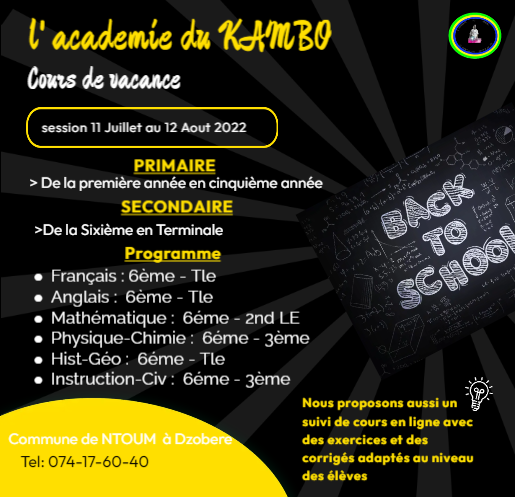 l' academie du KAMBO
Cours de vacance
session 11 Juillet au 12 Aout 2022
PRIMAIRE
> De la première année en cinquième année
SECONDAIRE
>De la Sixième en Terminale
Programme
• Français : 6ème - Tle
• Anglais : 6ème - Tle
• Mathématique : 6éme - 2nd LE
• Physique-Chimie : 6éme - 3ème
• Hist-Géo : 6éme - Tle
• Instruction-Civ : 6éme - 3ème
BACK
TO
SCHOOL
Nous proposons aussi un
suivi de cours en ligne avec
des exercices et des
corrigés adaptés au niveau
des élèves
Commune de NTOUM à Dzobere
Tel: 074-17-60-40